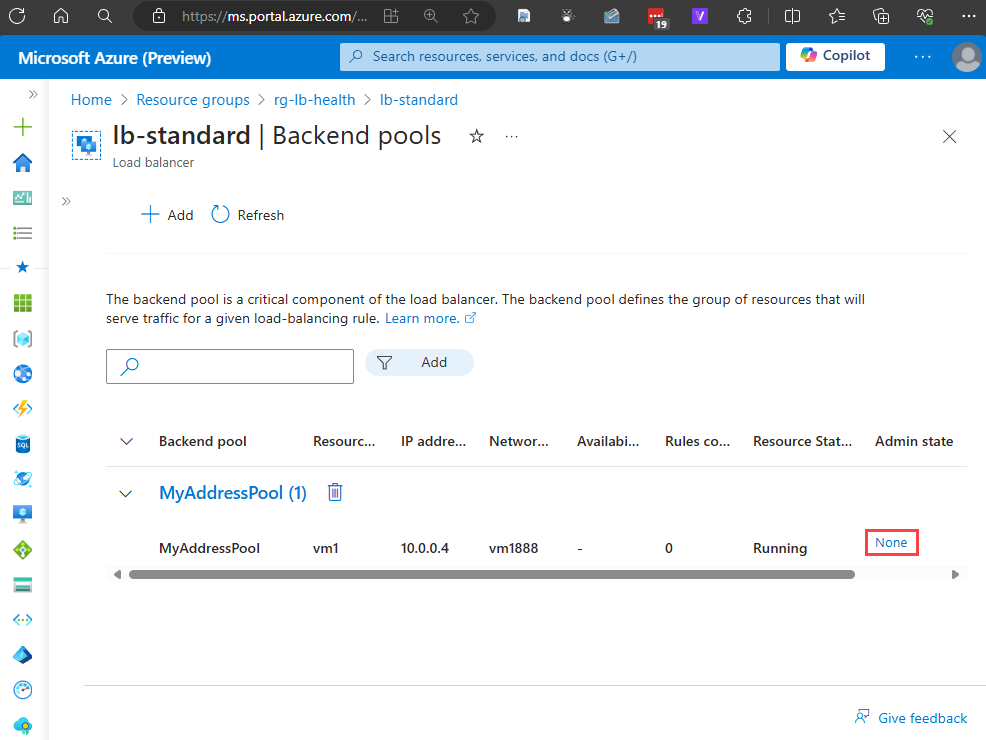 https://ms.portal.azure.com/...
19
V
Microsoft Azure (Preview)
Search resources, services, and docs (G+/)
Copilot
Home > Resource groups > rg-lb-health > lb-standard
lb-standard | Backend pools
Load balancer
Add
Refresh
The backend pool is a critical component of the load balancer. The backend pool defines the group of resources that will
serve traffic for a given load-balancing rule. Learn more.
Add
Backend pool Resourc... IP addre... Networ... Availabi... Rules co... Resource Stat... Admin state
MyAddressPool (1)
MyAddressPool vm1 10.0.0.4 vm1888 - 0 Running None
SQL
Give feedback